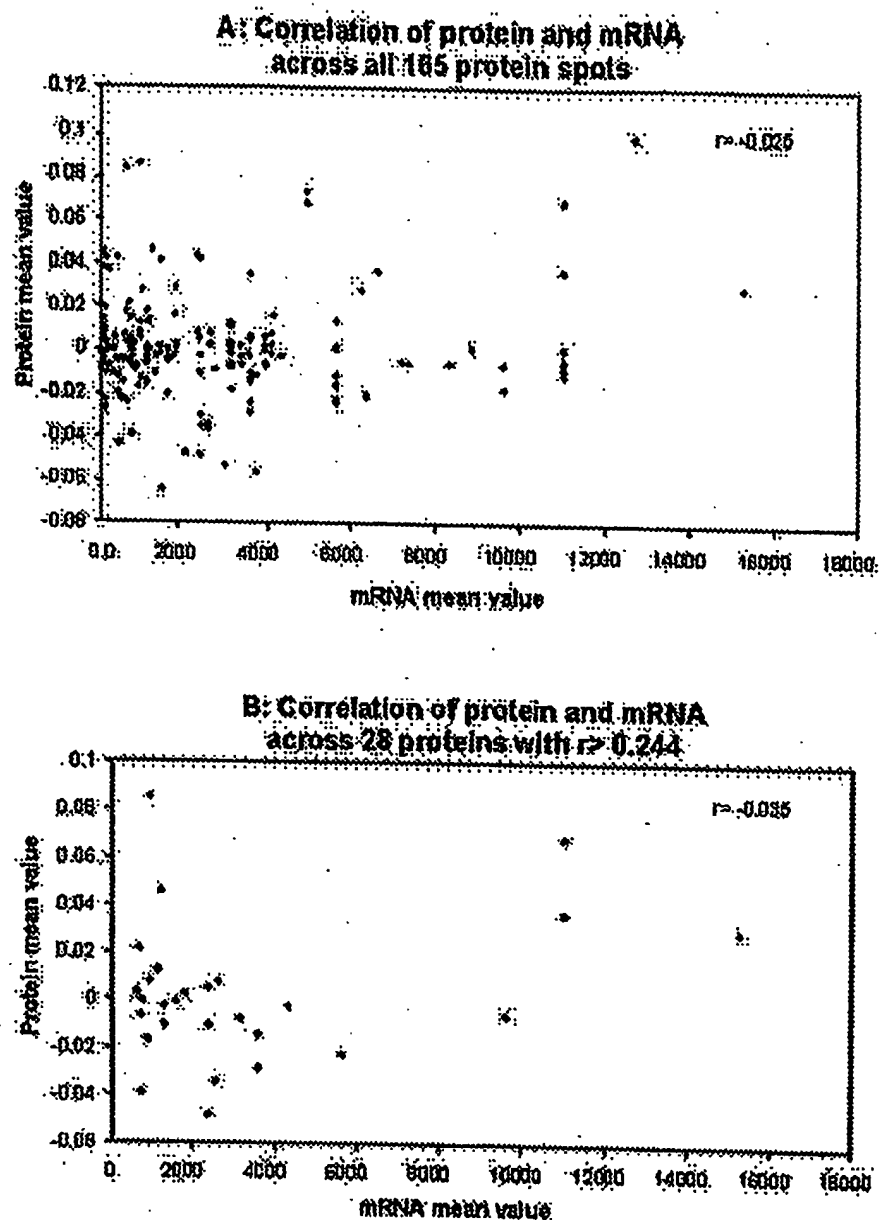 A: Correlation of protein and mRNA
across all 165 protein spots
0.12
0.1
0.08
0.06
0.04
0.02
0
-0.02
-0.04
-0.06
-0.08
Protein mean value
r= -0.025
0.0 2000 4000 6000 8000 10000 12000 14000 16000 18000
mRNA mean value
B: Correlation of protein and mRNA
across 28 proteins with r> 0.244
0.1
0.08
0.06
0.04
0.02
0
-0.02
-0.04
-0.06
Protein mean value
r= -0.035
0 2000 4000 6000 8000 10000 12000 14000 16000 18000
mRNA mean value